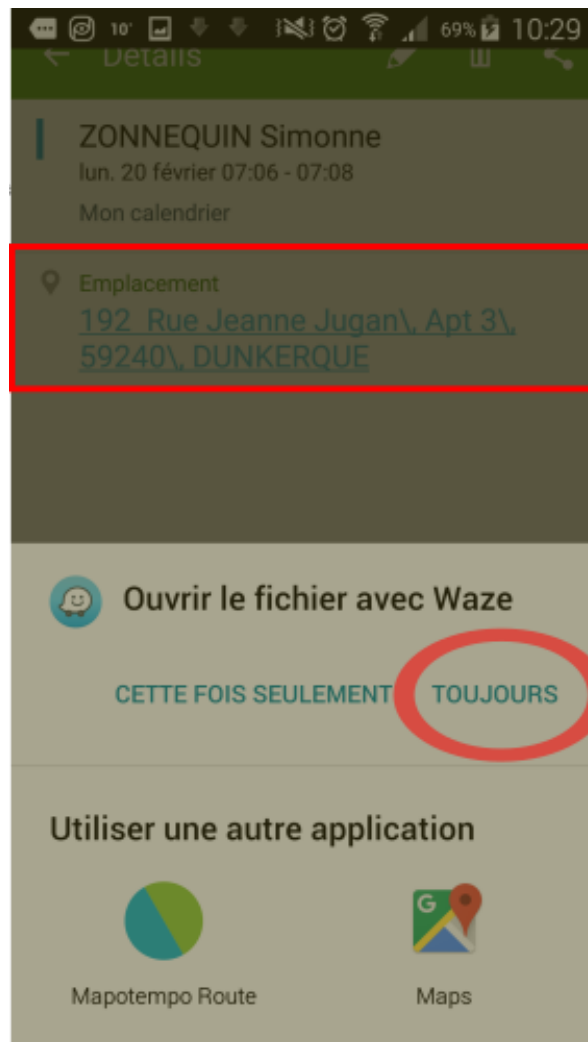 10° 69% 10:29
Détails
ZONNEQUIN Simonne
lun. 20 février 07:06 - 07:08
Mon calendrier
Emplacement
192 Rue Jeanne Jugan\, Apt 3\,
59240\, DUNKERQUE
Ouvrir le fichier avec Waze
CETTE FOIS SEULEMENT TOUJOURS
Utiliser une autre application
G
Mapotempo Route Maps